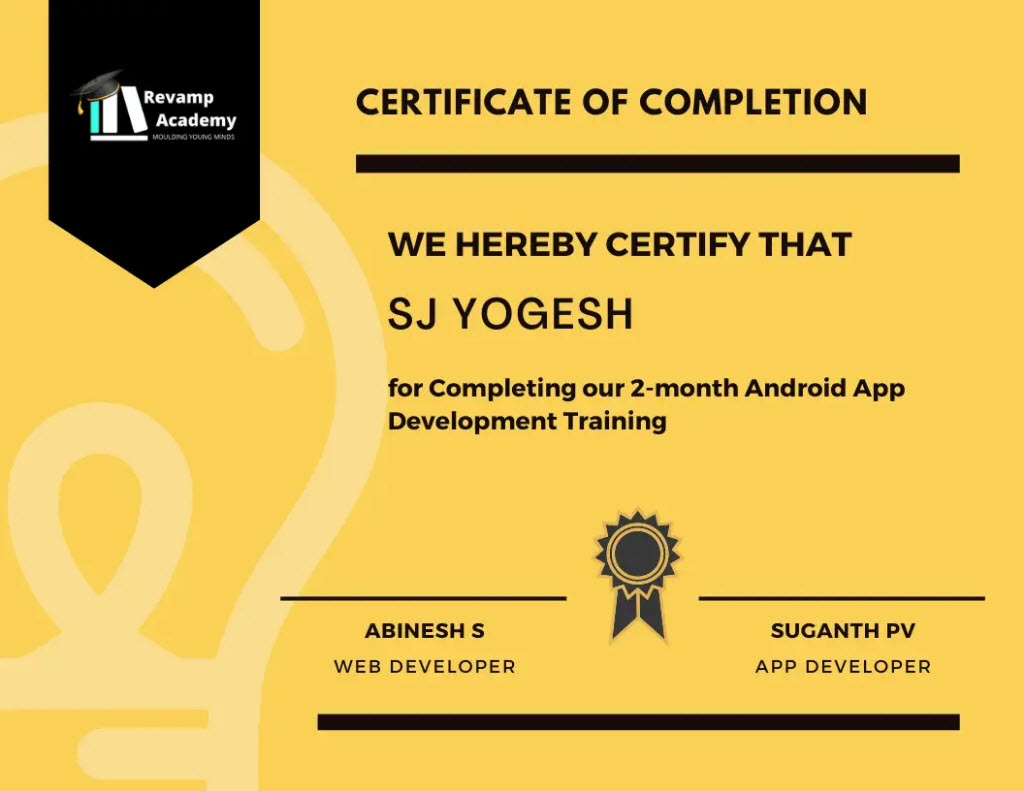 Revamp
Academy
MOULDING YOUNG MINDS
CERTIFICATE OF COMPLETION
WE HEREBY CERTIFY THAT
SJ YOGESH
for Completing our 2-month Android App
Development Training
ABINESH S
WEB DEVELOPER
SUGANTH PV
APP DEVELOPER